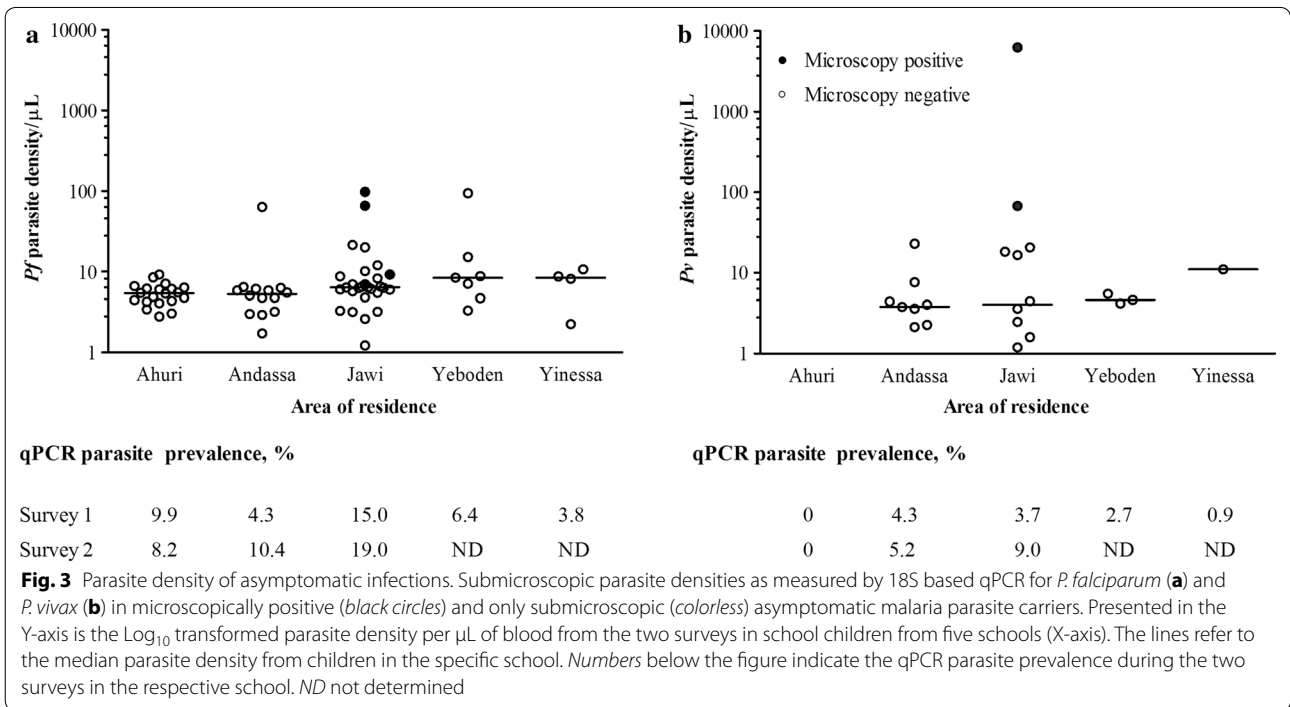 a
10000
1000
100
10
1
Pf parasite density/μL
Ahuri Andassa Jawi Yeboden Yinessa
Area of residence
b
10000
1000
100
10
1
Pv parasite density/μL
Microscopy positive
Microscopy negative
Ahuri Andassa Jawi Yeboden Yinessa
Area of residence
qPCR parasite prevalence, % qPCR parasite prevalence, %
Survey 1 9.9 4.3 15.0 6.4 3.8 0 4.3 3.7 2.7 0.9
Survey 2 8.2 10.4 19.0 ND ND 0 5.2 9.0 ND ND
Fig. 3 Parasite density of asymptomatic infections. Submicroscopic parasite densities as measured by 18S based qPCR for P. falciparum (a) and
P. vivax (b) in microscopically positive (black circles) and only submicroscopic (colorless) asymptomatic malaria parasite carriers. Presented in the
Y-axis is the Log10 transformed parasite density per μL of blood from the two surveys in school children from five schools (X-axis). The lines refer to
the median parasite density from children in the specific school. Numbers below the figure indicate the qPCR parasite prevalence during the two
surveys in the respective school. ND not determined